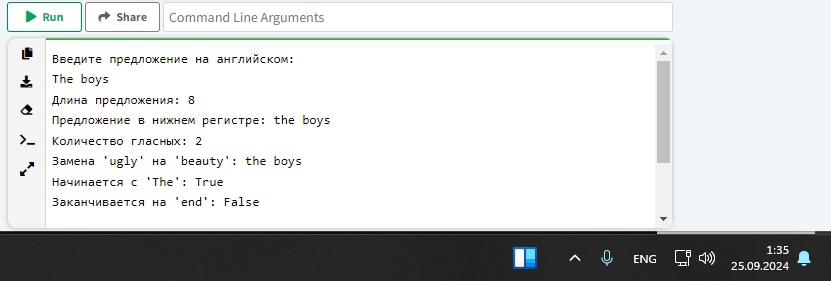 Run Share Command Line Arguments
Введите предложение на английском:
The boys
Длина предложения: 8
Предложение в нижнем регистре: the boys
Количество гласных: 2
Замена 'ugly' на 'beauty': the boys
Начинается с 'The': True
Заканчивается на 'end': False
ENG 1:35
25.09.2024